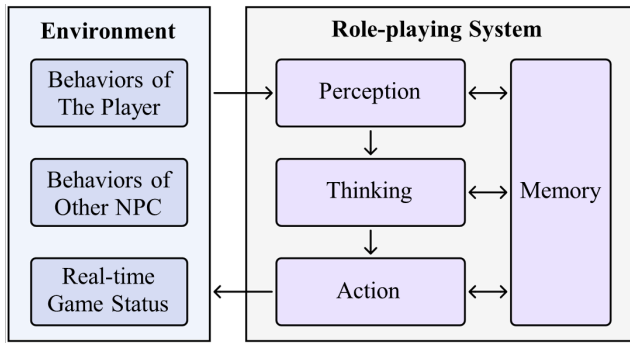 Environment
Behaviors of
The Player
Behaviors of
Other NPC
Real-time
Game Status
Role-playing System
Perception
Thinking
Action
Memory